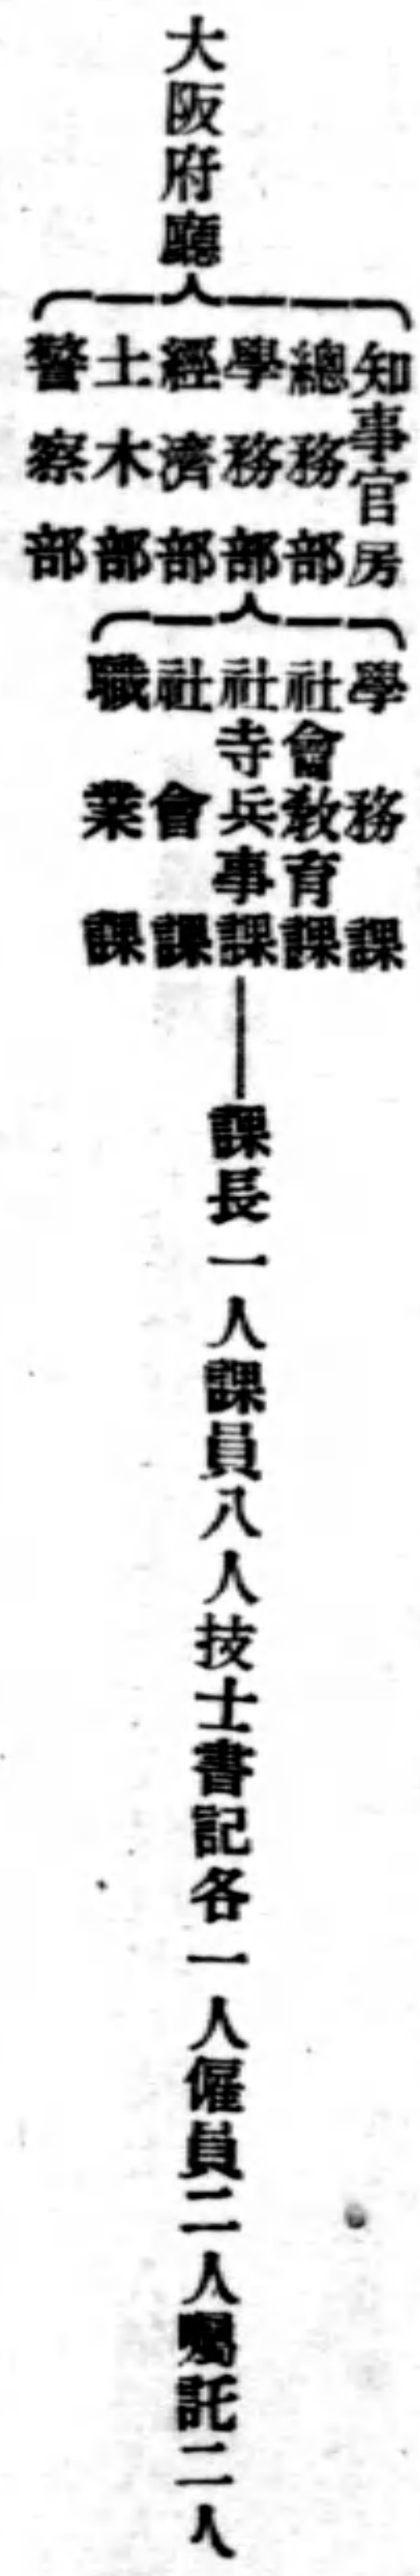 大阪府廳
知事官房
總務部
學務部
經濟部
土木部
警察部
學務課
社會教育課
社寺兵事課
社會課
職業課
課長一人課員八人技士書記各一人僱員二人囑託二人